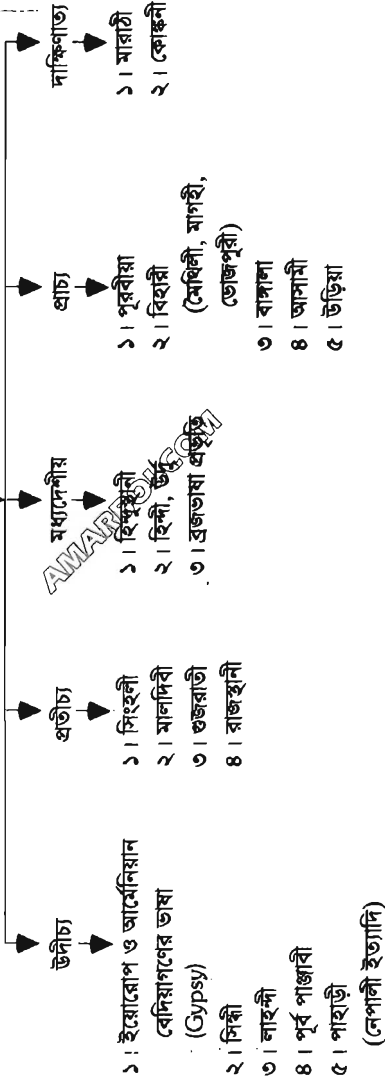 উদীচ্য
১। ইয়োরোপ ও আর্মেনিয়ান
বেদিয়াগণের ভাষা
(Gypsy)
২। সিন্ধী
৩। লাহন্দী
৪। পূর্ব পাঞ্জাবী
৫। পাহাড়ী
(নেপালী ইত্যাদি)
প্রতীচ্য
১। সিংহলী
২। মালদিবী
৩। গুজরাতী
৪। রাজস্থানী
মধ্যদেশীয়
১। হিন্দুস্থানী
২। হিন্দী, উর্দু
৩। ব্রজভাষা প্রভৃতি
প্রাচ্য
১। পূরবীয়া
২। বিহারী
(মৈথিলী, মাগহী,
ভোজপুরী)
৩। বাঙ্গালা
৪। আসামী
৫। উড়িয়া
দাক্ষিণাত্য
১। মারাঠী
২। কোঙ্কনী
AMARBOI.COM